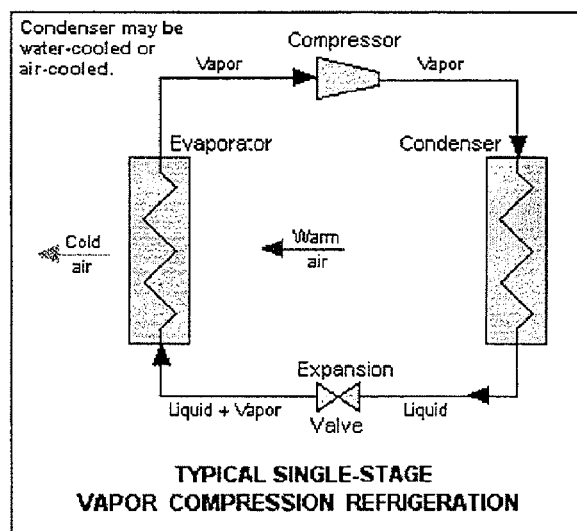 Condenser may be
water-cooled or
air-cooled.
Compressor
Vapor
Vapor
Evaporator
Condenser
Cold
air
Warm
air
Expansion
Valve
Liquid + Vapor
Liquid
TYPICAL SINGLE-STAGE
VAPOR COMPRESSION REFRIGERATION